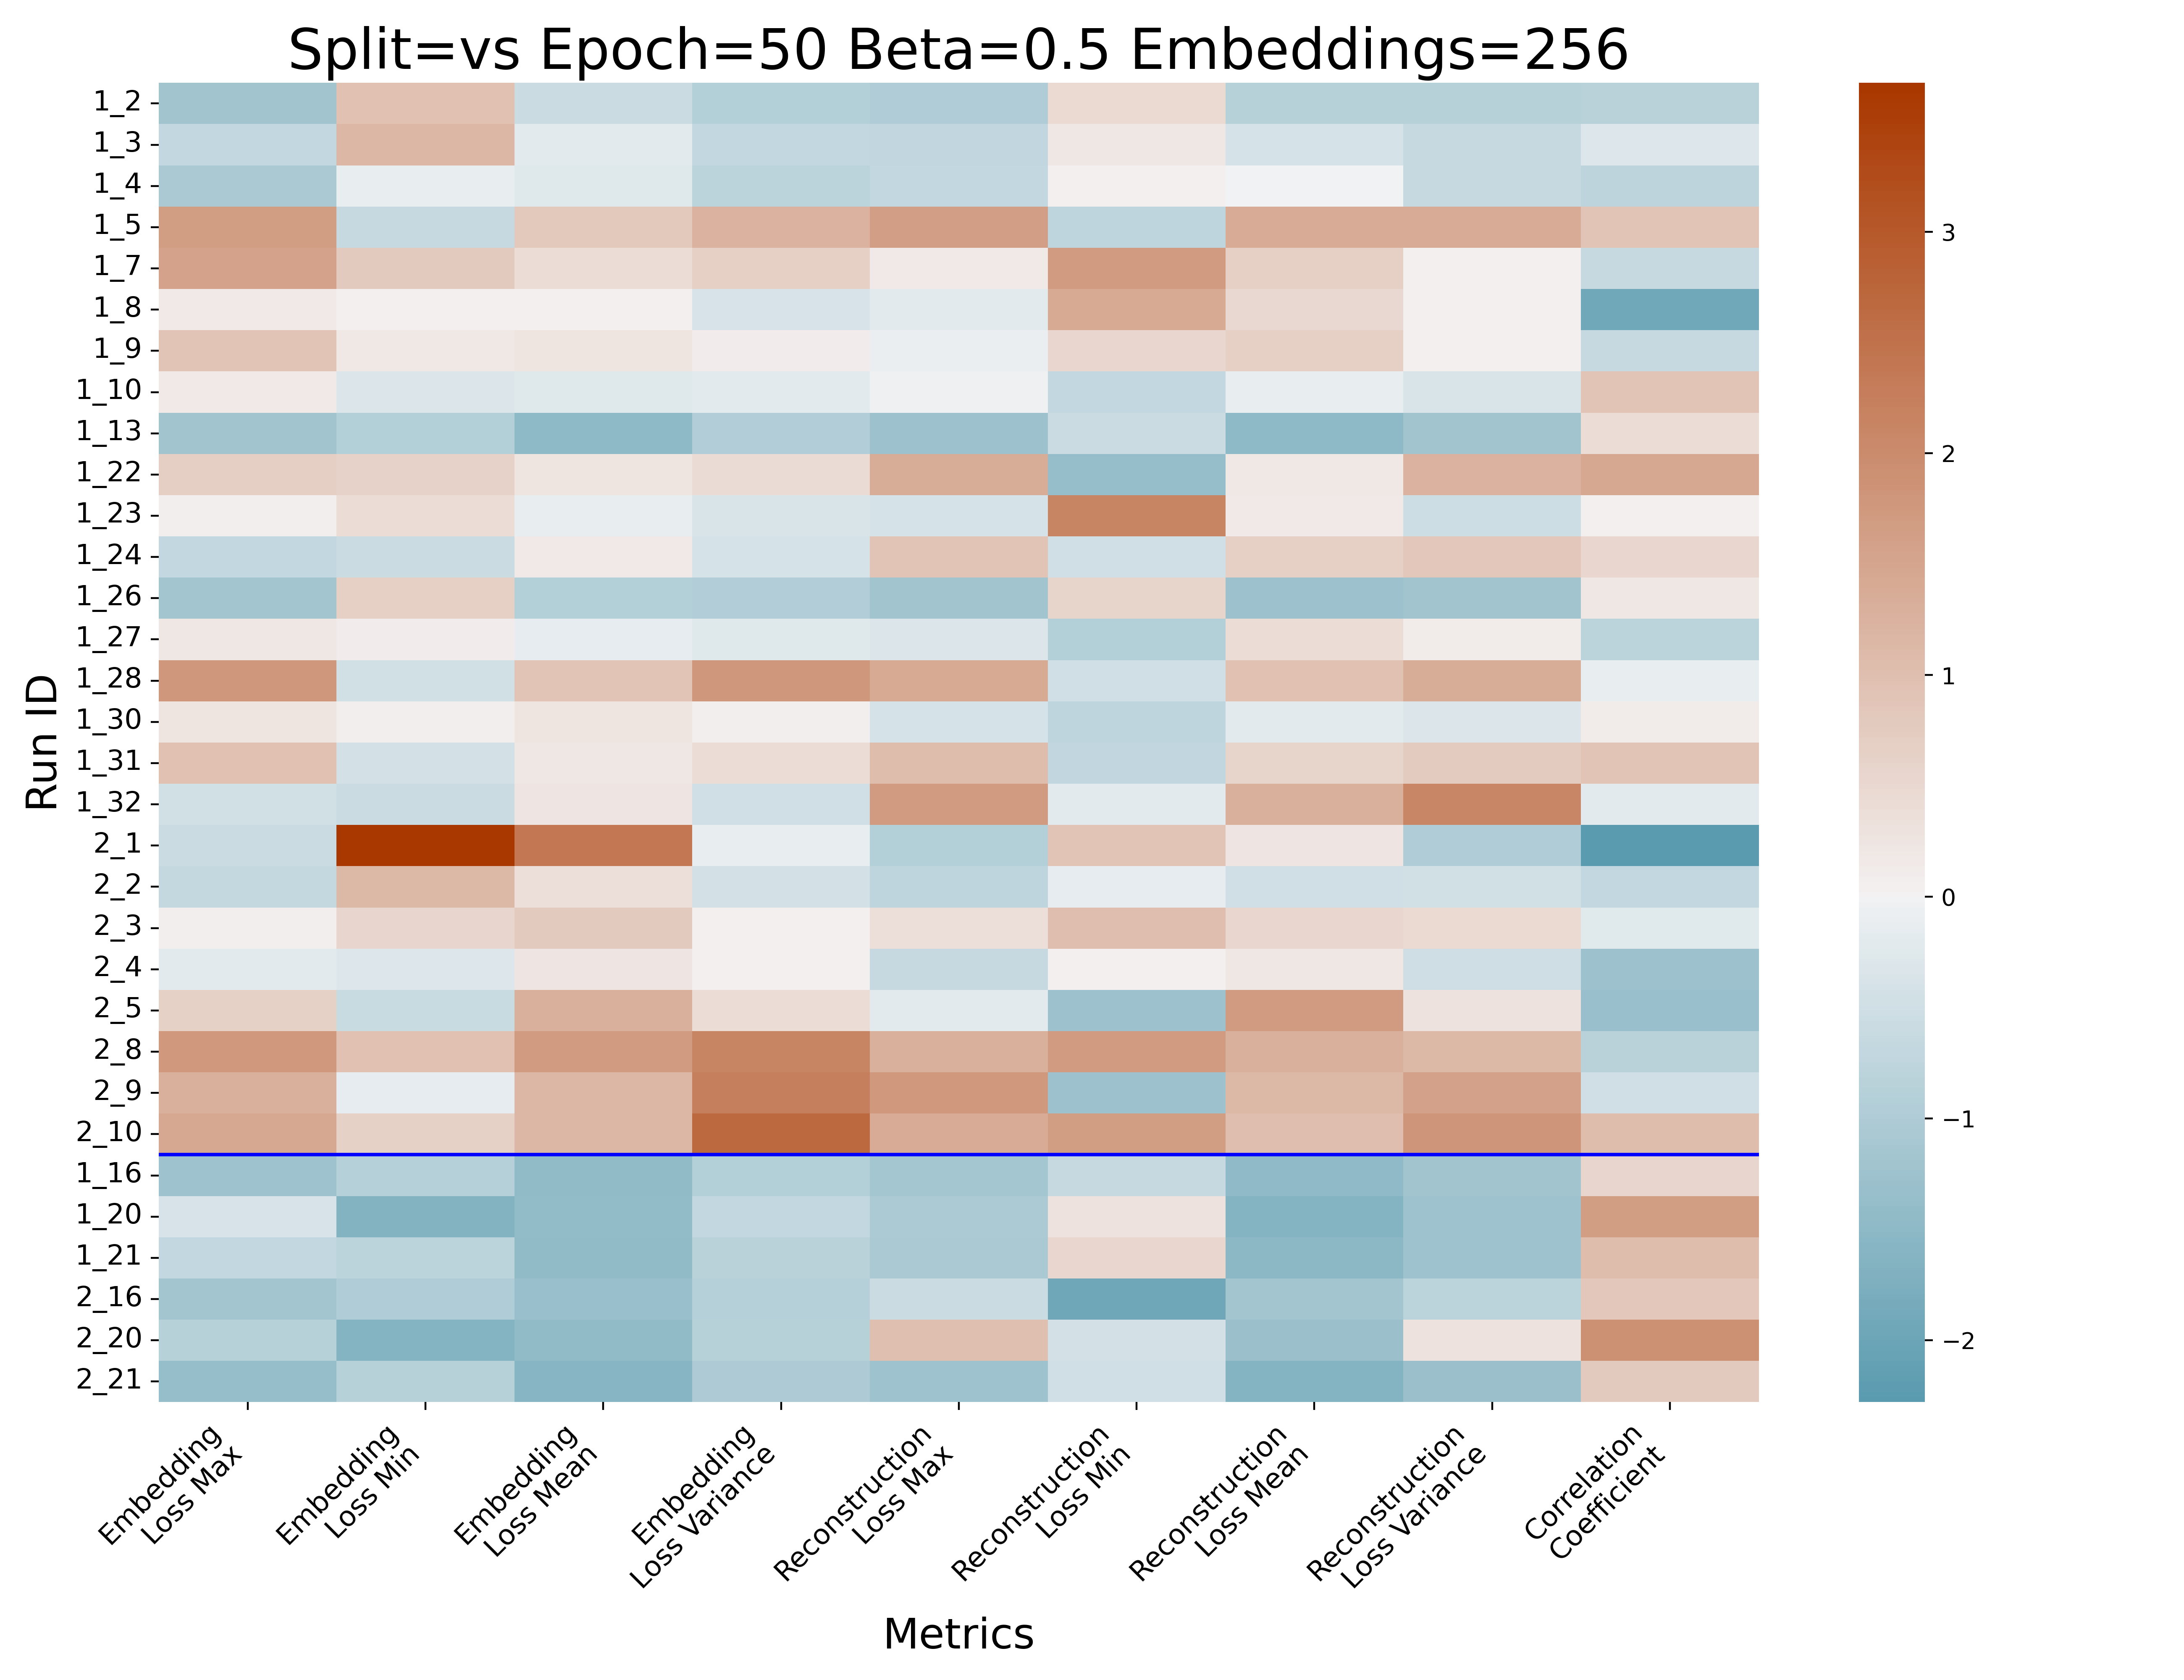 Split=vs Epoch=50 Beta=0.5 Embeddings=256
Run ID
1_2
1_3
1_4
1_5
1_7
1_8
1_9
1_10
1_13
1_22
1_23
1_24
1_26
1_27
1_28
1_30
1_31
1_32
2_1
2_2
2_3
2_4
2_5
2_8
2_9
2_10
1_16
1_20
1_21
2_16
2_20
2_21
Embedding
Loss Max
Embedding
Loss Min
Embedding
Loss Mean
Embedding
Loss Variance
Reconstruction
Loss Max
Reconstruction
Loss Min
Reconstruction
Loss Mean
Reconstruction
Loss Variance
Correlation
Coefficient
Metrics
3
2
1
0
−1
−2